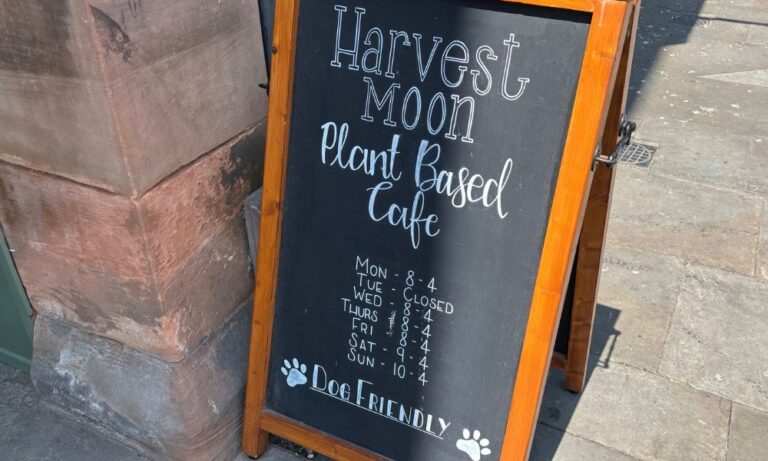 Harvest
Moon
Plant Based
Cafe
Mon - 8 - 4
Tue - Closed
Wed - 8 - 4
Thurs - 8 - 4
Fri - 8 - 4
Sat - 9 - 4
Sun - 10 - 4
Dog Friendly